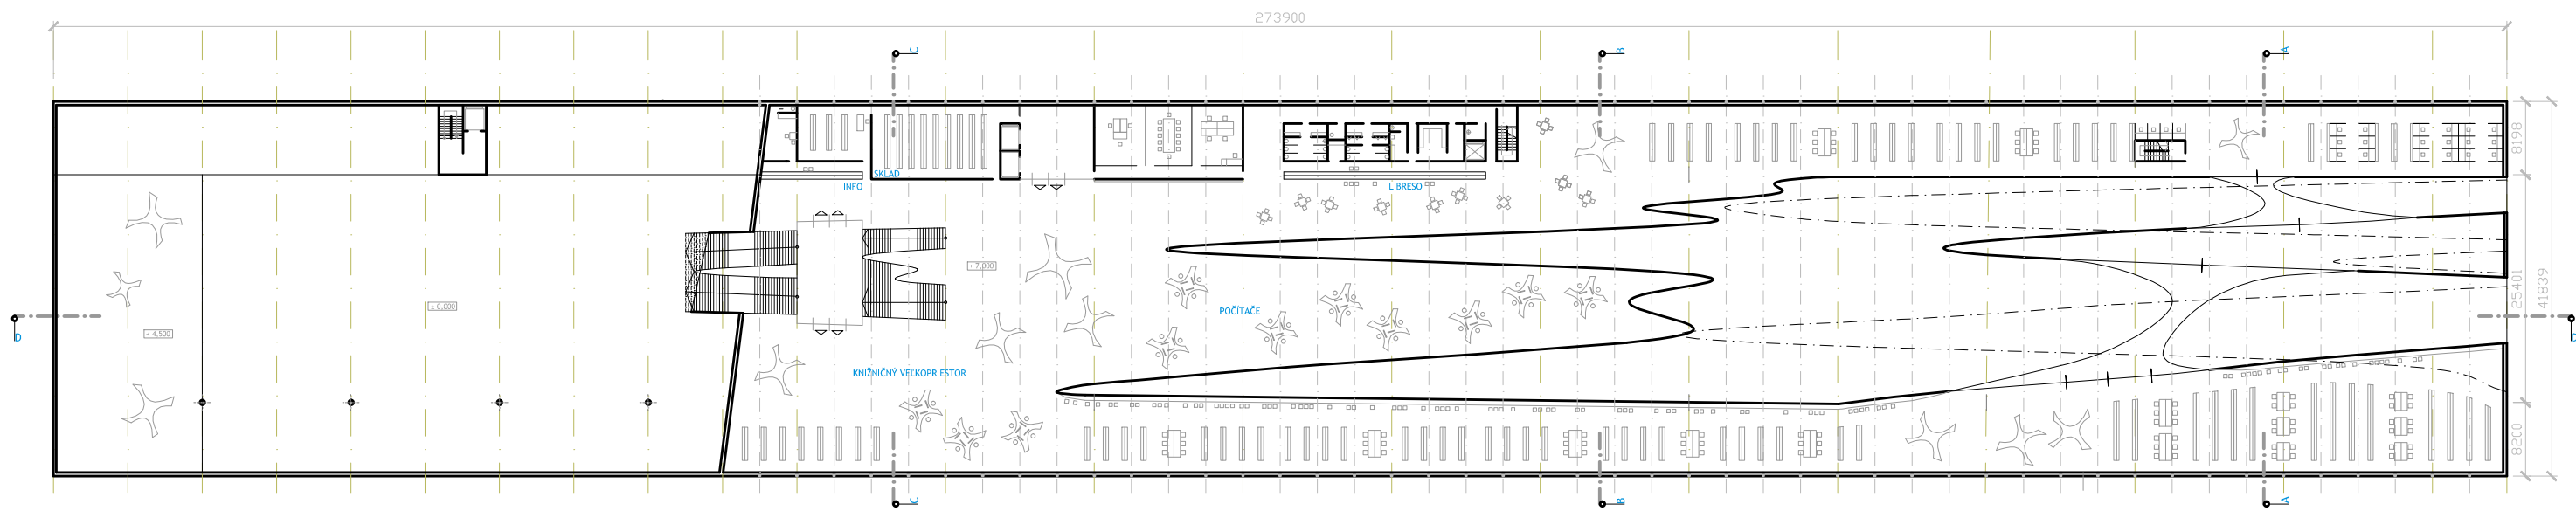 273900
C
B
A
8198
SKLAD
INFO
LIBRESO
+ 7,000
25401
41839
± 0,000
POČÍTAČE
- 4,500
D
D
KNIŽNIČNÝ VEĽKOPRIESTOR
8200
C
B
A